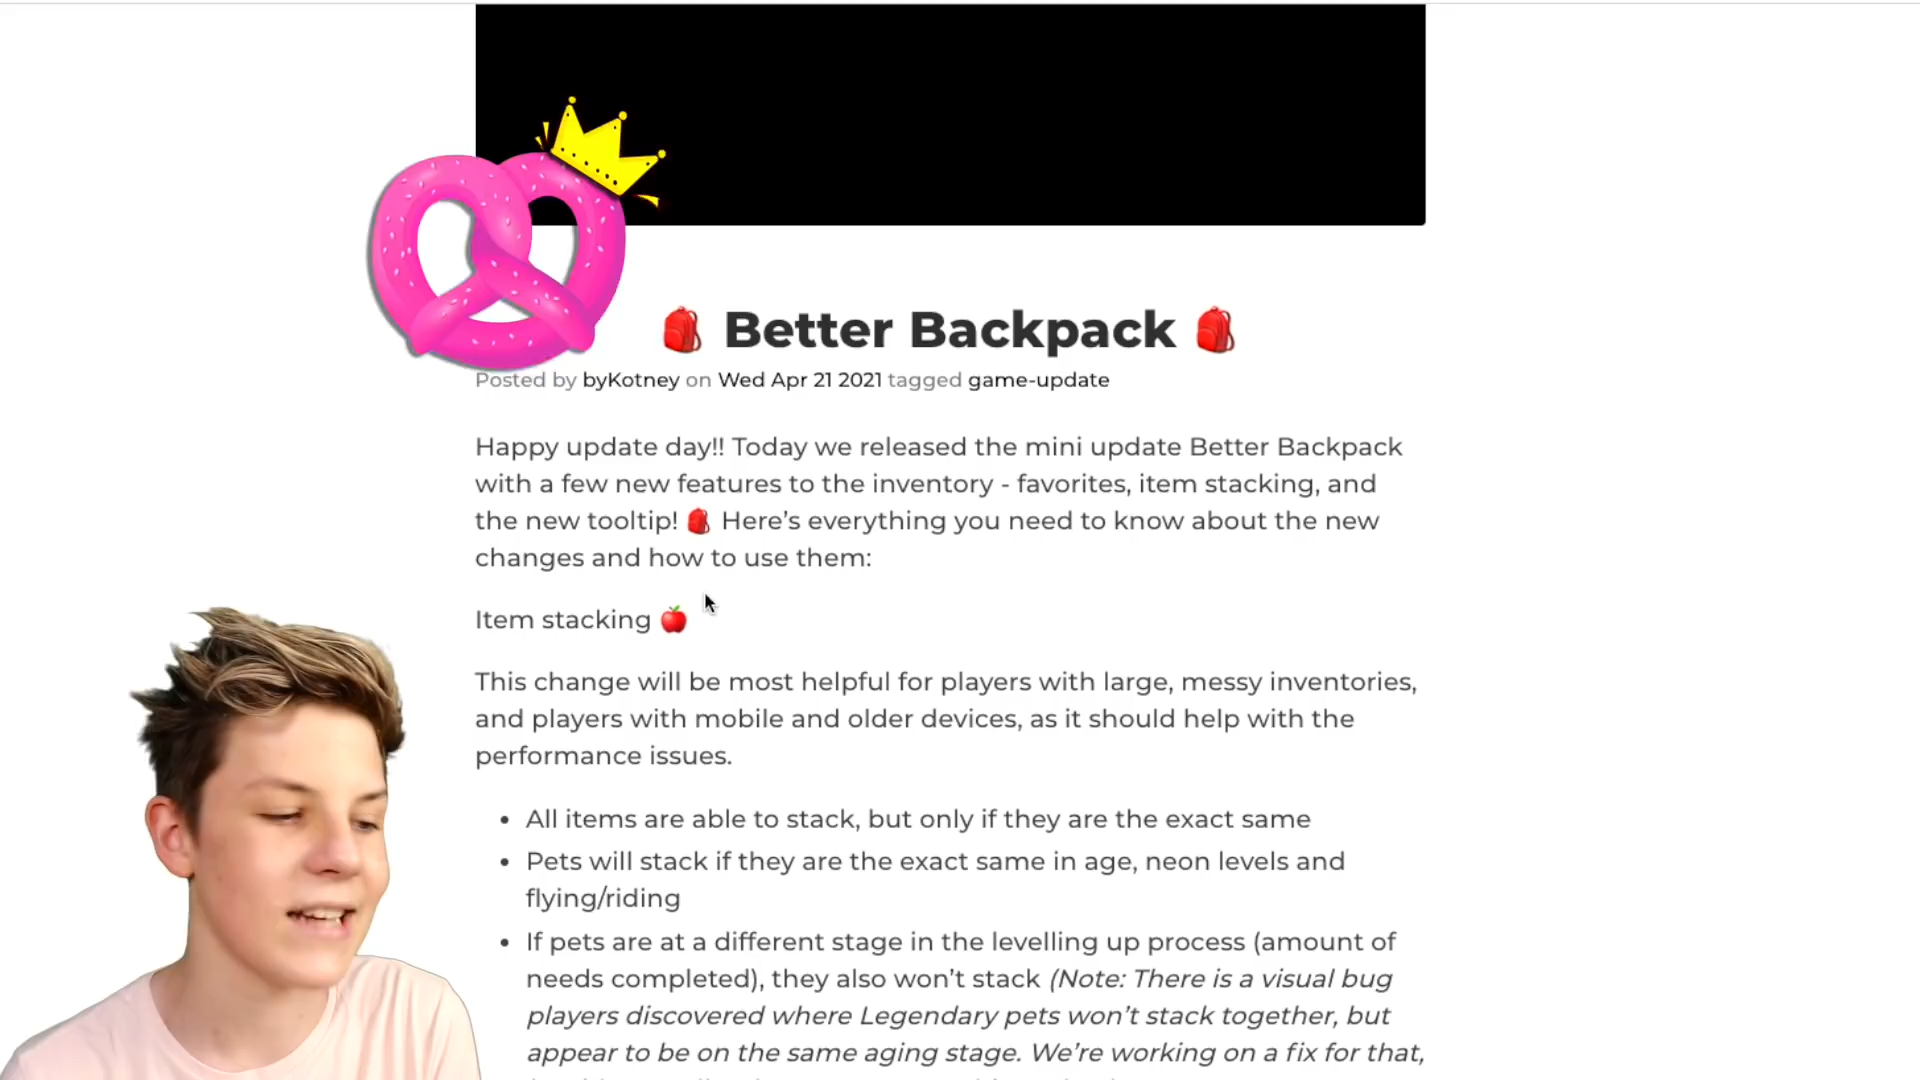 🎒 Better Backpack 🎒
Posted by byKotney on Wed Apr 21 2021 tagged game-update
Happy update day!! Today we released the mini update Better Backpack
with a few new features to the inventory - favorites, item stacking, and
the new tooltip! 🎒 Here’s everything you need to know about the new
changes and how to use them:
Item stacking 🍎
This change will be most helpful for players with large, messy inventories,
and players with mobile and older devices, as it should help with the
performance issues.
• All items are able to stack, but only if they are the exact same
• Pets will stack if they are the exact same in age, neon levels and
flying/riding
• If pets are at a different stage in the levelling up process (amount of
needs completed), they also won’t stack (Note: There is a visual bug
players discovered where Legendary pets won’t stack together, but
appear to be on the same aging stage. We’re working on a fix for that,